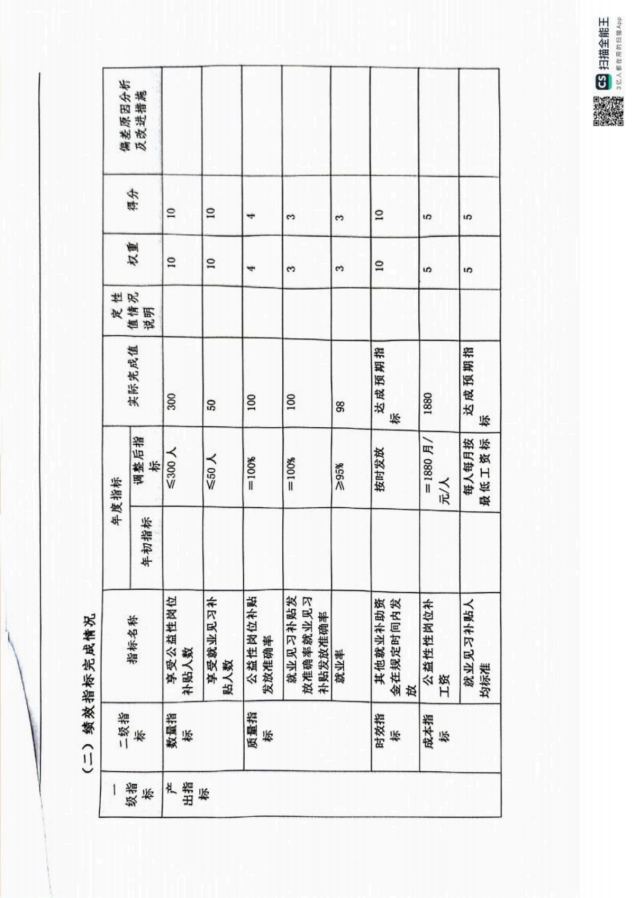 （二）绩效指标完成情况
一
级指
标
二级指
标
指标名称
年度指标
年初指标
调整后指
标
实际完成值
定 性
值情况
说明
权重
得分
偏差原因分析
及改进措施
产
出指
标
数量指
标
享受公益性岗位
补贴人数
≤300 人
300
10
10
享受就业见习补
贴人数
≤50 人
50
10
10
质量指
标
公益性岗位补贴
发放准确率
＝100%
100
4
4
就业见习补贴发
放准确率就业见习
补贴发放准确率
＝100%
100
3
3
就业率
≥95%
98
3
3
时效指
标
其他就业补助资
金在规定时间内发
放
按时发放
达成预期指
标
10
10
成本指
标
公益性性岗位补
工资
＝1880 月/
元/人
1880
5
5
就业见习补贴人
均标准
每人每月按
最低工资标
达成预期指
标
5
5
CS 扫描全能王
3亿人都在用的扫描App